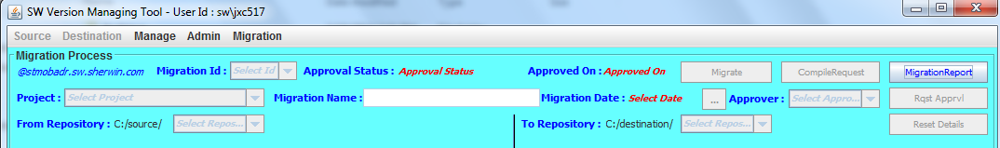 SW Version Managing Tool - User Id : sw\jxc517
Source Destination Manage Admin Migration
Migration Process
@stmobadr.sw.sherwin.com Migration Id : Select Id Approval Status : Approval Status Approved On : Approved On Migrate CompileRequest MigrationReport
Project : Select Project Migration Name : Migration Date : Select Date ... Approver : Select Appro... Rqst Apprvl
From Repository : C:/source/ Select Repos... To Repository : C:/destination/ Select Repos... Reset Details